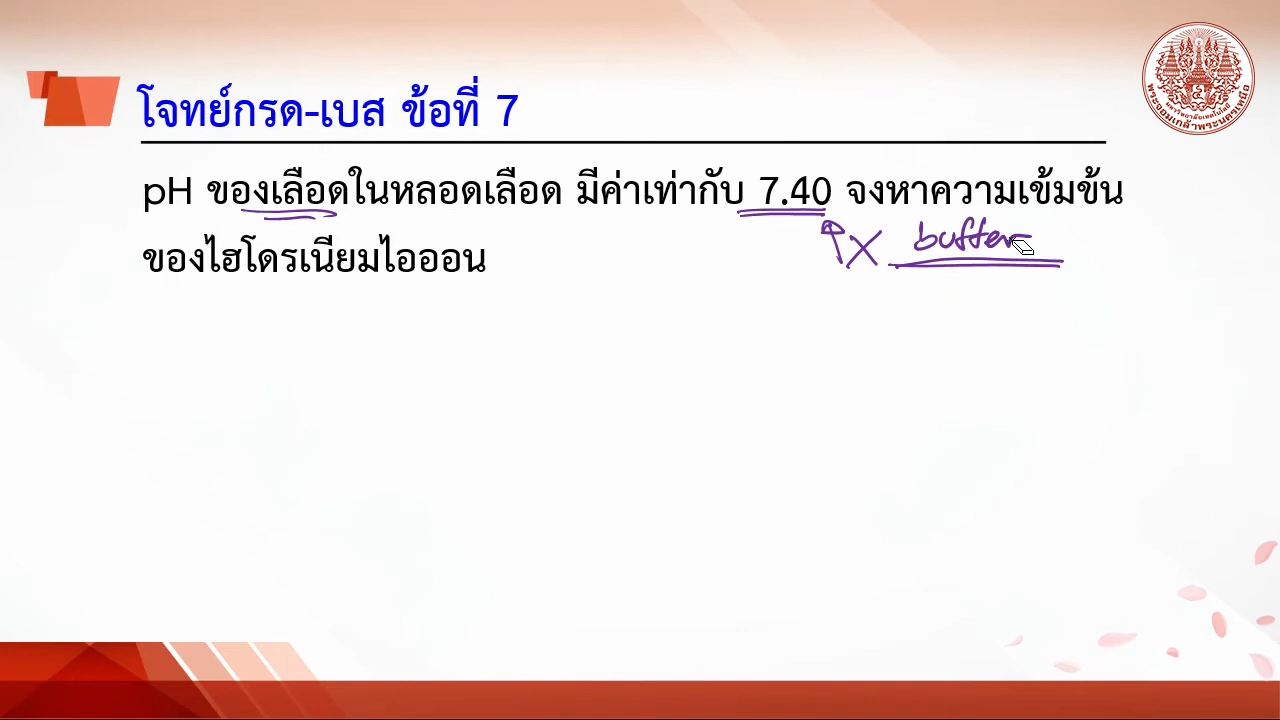 โจทย์กรด-เบส ข้อที่ 7
pH ของเลือดในหลอดเลือด มีค่าเท่ากับ 7.40 จงหาความเข้มข้น
ของไฮโดรเนียมไอออน
buffer